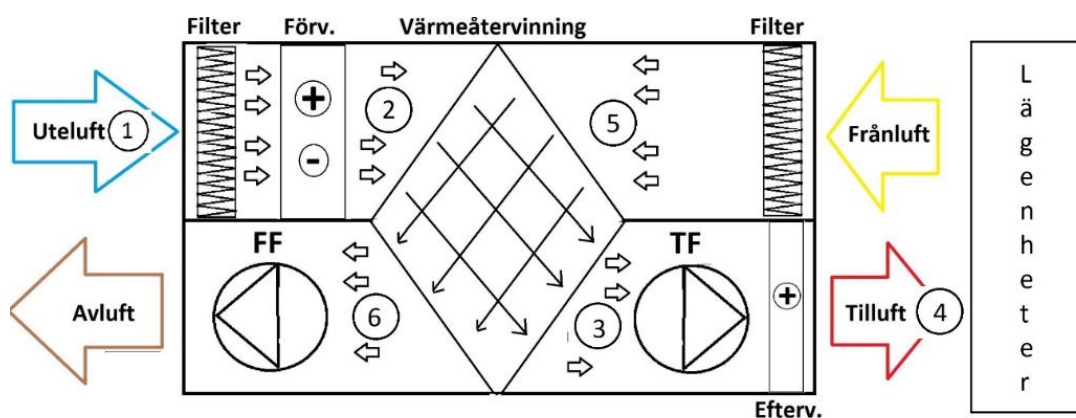 Filter Förv. Värmeåtervinning Filter
Uteluft 1
+
-
2
5
Frånluft
Avluft
FF
6
3
TF
+
Tilluft 4
Efterv.
L
ä
g
e
n
h
e
t
e
r